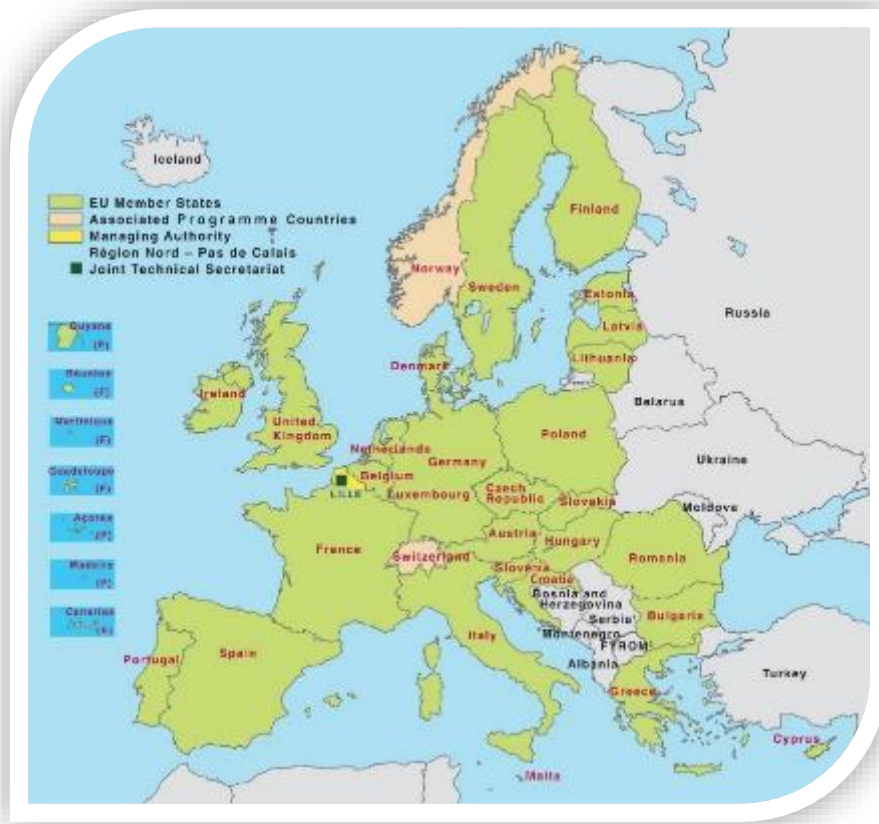 Iceland
EU Member States
Associated Programme Countries
Managing Authority
Région Nord – Pas de Calais
Joint Technical Secretariat
Finland
Norway
Sweden
Estonia
Russia
Latvia
Guyane
(F)
Lithuania
Denmark
Réunion
(F)
Ireland
Belarus
Martinique
(F)
United
Kingdom
Poland
Netherlands
Germany
Ukraine
Guadeloupe
(F)
Belgium
LILLE
Luxembourg
Czech
Republic
Slovakia
Moldova
Açores
(P)
France
Austria
Hungary
Switzerland
Romania
Madeira
(P)
Slovenia
Croatia
Bosnia and
Herzegovina
Canarias
Serbia
Bulgaria
Italy
Montenegro
FYROM
Portugal
Spain
Albania
Turkey
Greece
Cyprus
Malta